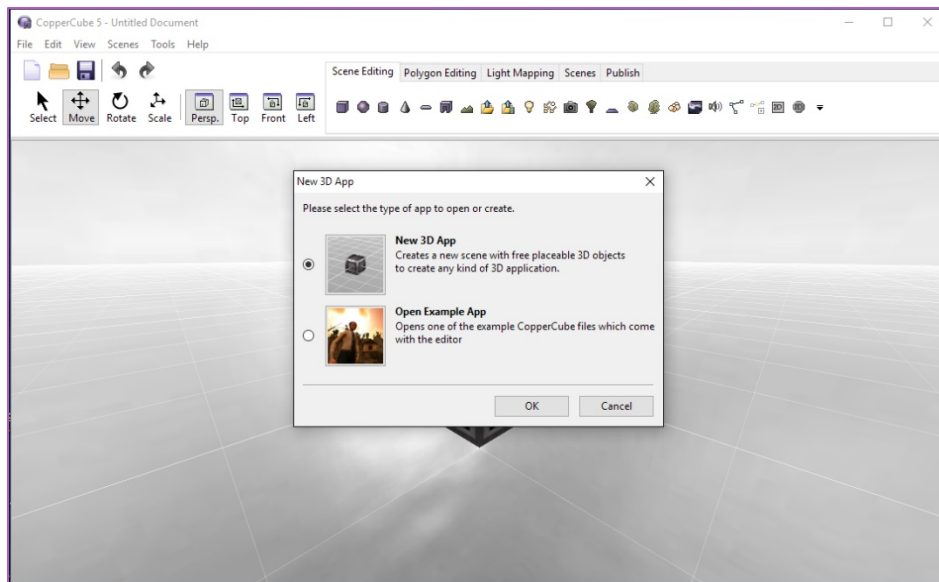 CopperCube 5 - Untitled Document
File Edit View Scenes Tools Help
Scene Editing Polygon Editing Light Mapping Scenes Publish
Select Move Rotate Scale Persp. Top Front Left
New 3D App
Please select the type of app to open or create.
New 3D App
Creates a new scene with free placeable 3D objects
to create any kind of 3D application.
Open Example App
Opens one of the example CopperCube files which come
with the editor
OK Cancel